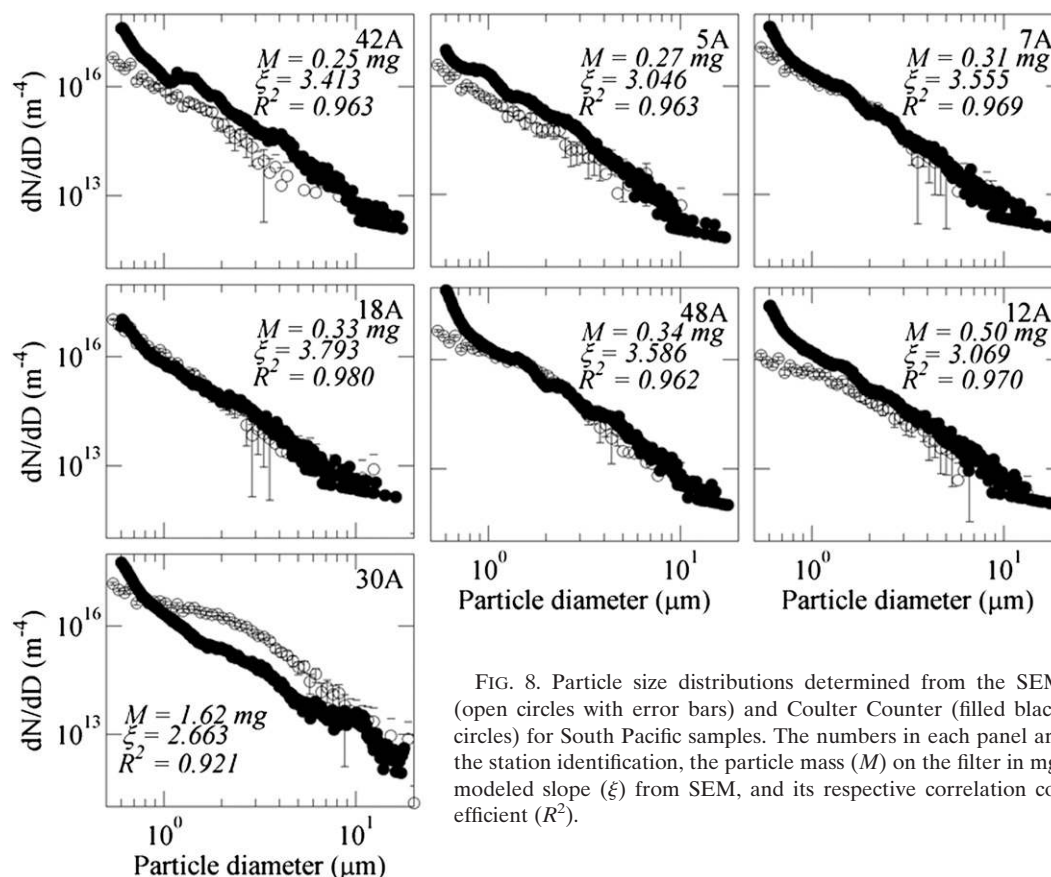 42A
M = 0.25 mg
ξ = 3.413
R² = 0.963
dN/dD (m⁻⁴)
10¹⁶
10¹³
5A
M = 0.27 mg
ξ = 3.046
R² = 0.963
7A
M = 0.31 mg
ξ = 3.555
R² = 0.969
18A
M = 0.33 mg
ξ = 3.793
R² = 0.980
dN/dD (m⁻⁴)
10¹⁶
10¹³
48A
M = 0.34 mg
ξ = 3.586
R² = 0.962
10⁰
10¹
Particle diameter (μm)
12A
M = 0.50 mg
ξ = 3.069
R² = 0.970
10⁰
10¹
Particle diameter (μm)
30A
dN/dD (m⁻⁴)
10¹⁶
10¹³
M = 1.62 mg
ξ = 2.663
R² = 0.921
10⁰
10¹
Particle diameter (μm)
FIG. 8. Particle size distributions determined from the SEM
(open circles with error bars) and Coulter Counter (filled black
circles) for South Pacific samples. The numbers in each panel ar
the station identification, the particle mass (M) on the filter in mg
modeled slope (ξ) from SEM, and its respective correlation co
efficient (R²).